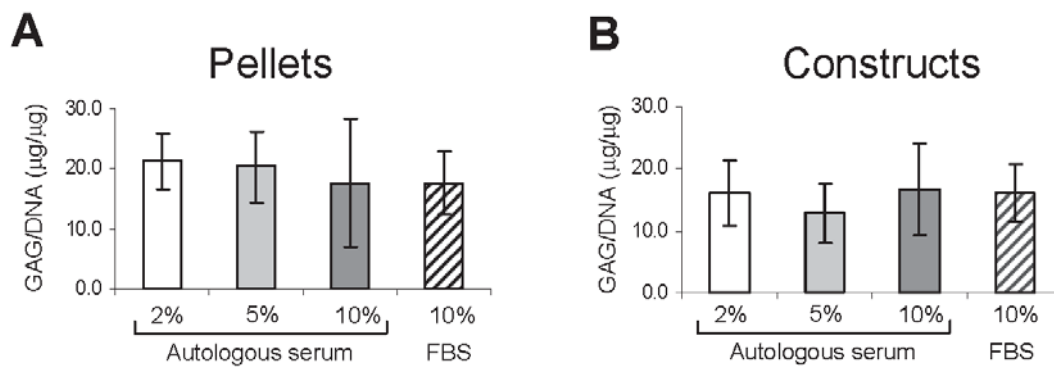 A
Pellets
GAG/DNA (µg/µg)
30.0
20.0
10.0
0.0
2% 5% 10% 10%
Autologous serum FBS
B
Constructs
GAG/DNA (µg/µg)
30.0
20.0
10.0
0.0
2% 5% 10% 10%
Autologous serum FBS